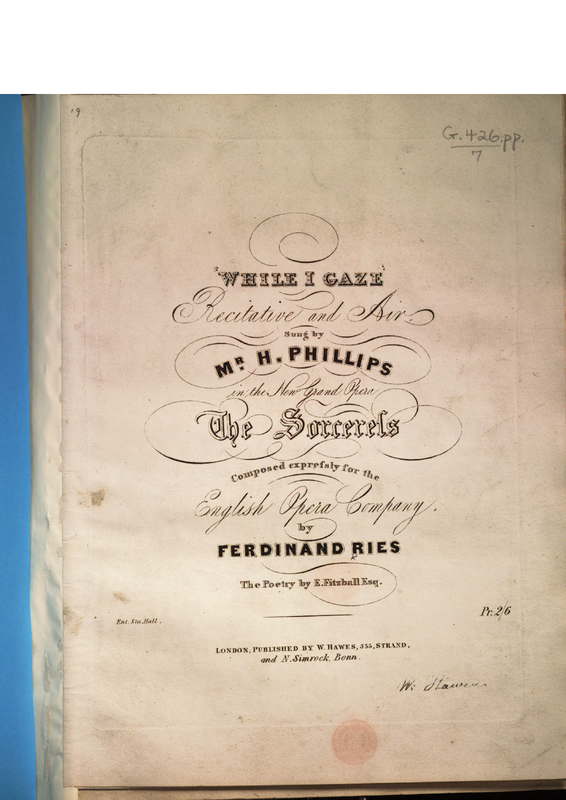 19
G.426.pp.
7
"WHILE I GAZE"
Recitative and Air.
Sung by
MR. H. PHILLIPS
in the New Grand Opera
The Sorcereſs
Composed expreſsly for the
English Opera Company.
by
FERDINAND RIES
The Poetry by E. Fitzball Esq.
Ent. Sta. Hall.
Pr. 2/6
LONDON, PUBLISHED BY W. HAWES, 355, STRAND,
and N. Simrock, Bonn.
W: Hawes